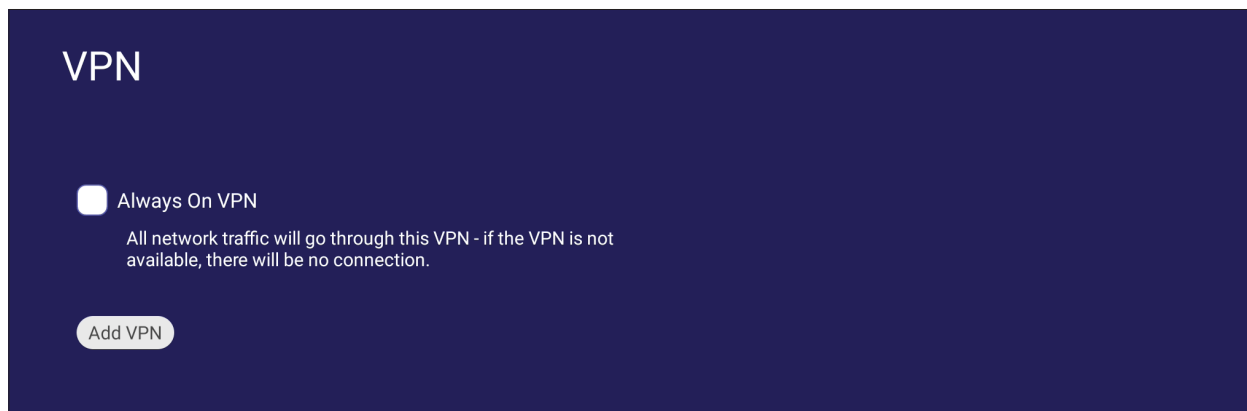 VPN
Always On VPN
All network traffic will go through this VPN - if the VPN is not
available, there will be no connection.
Add VPN